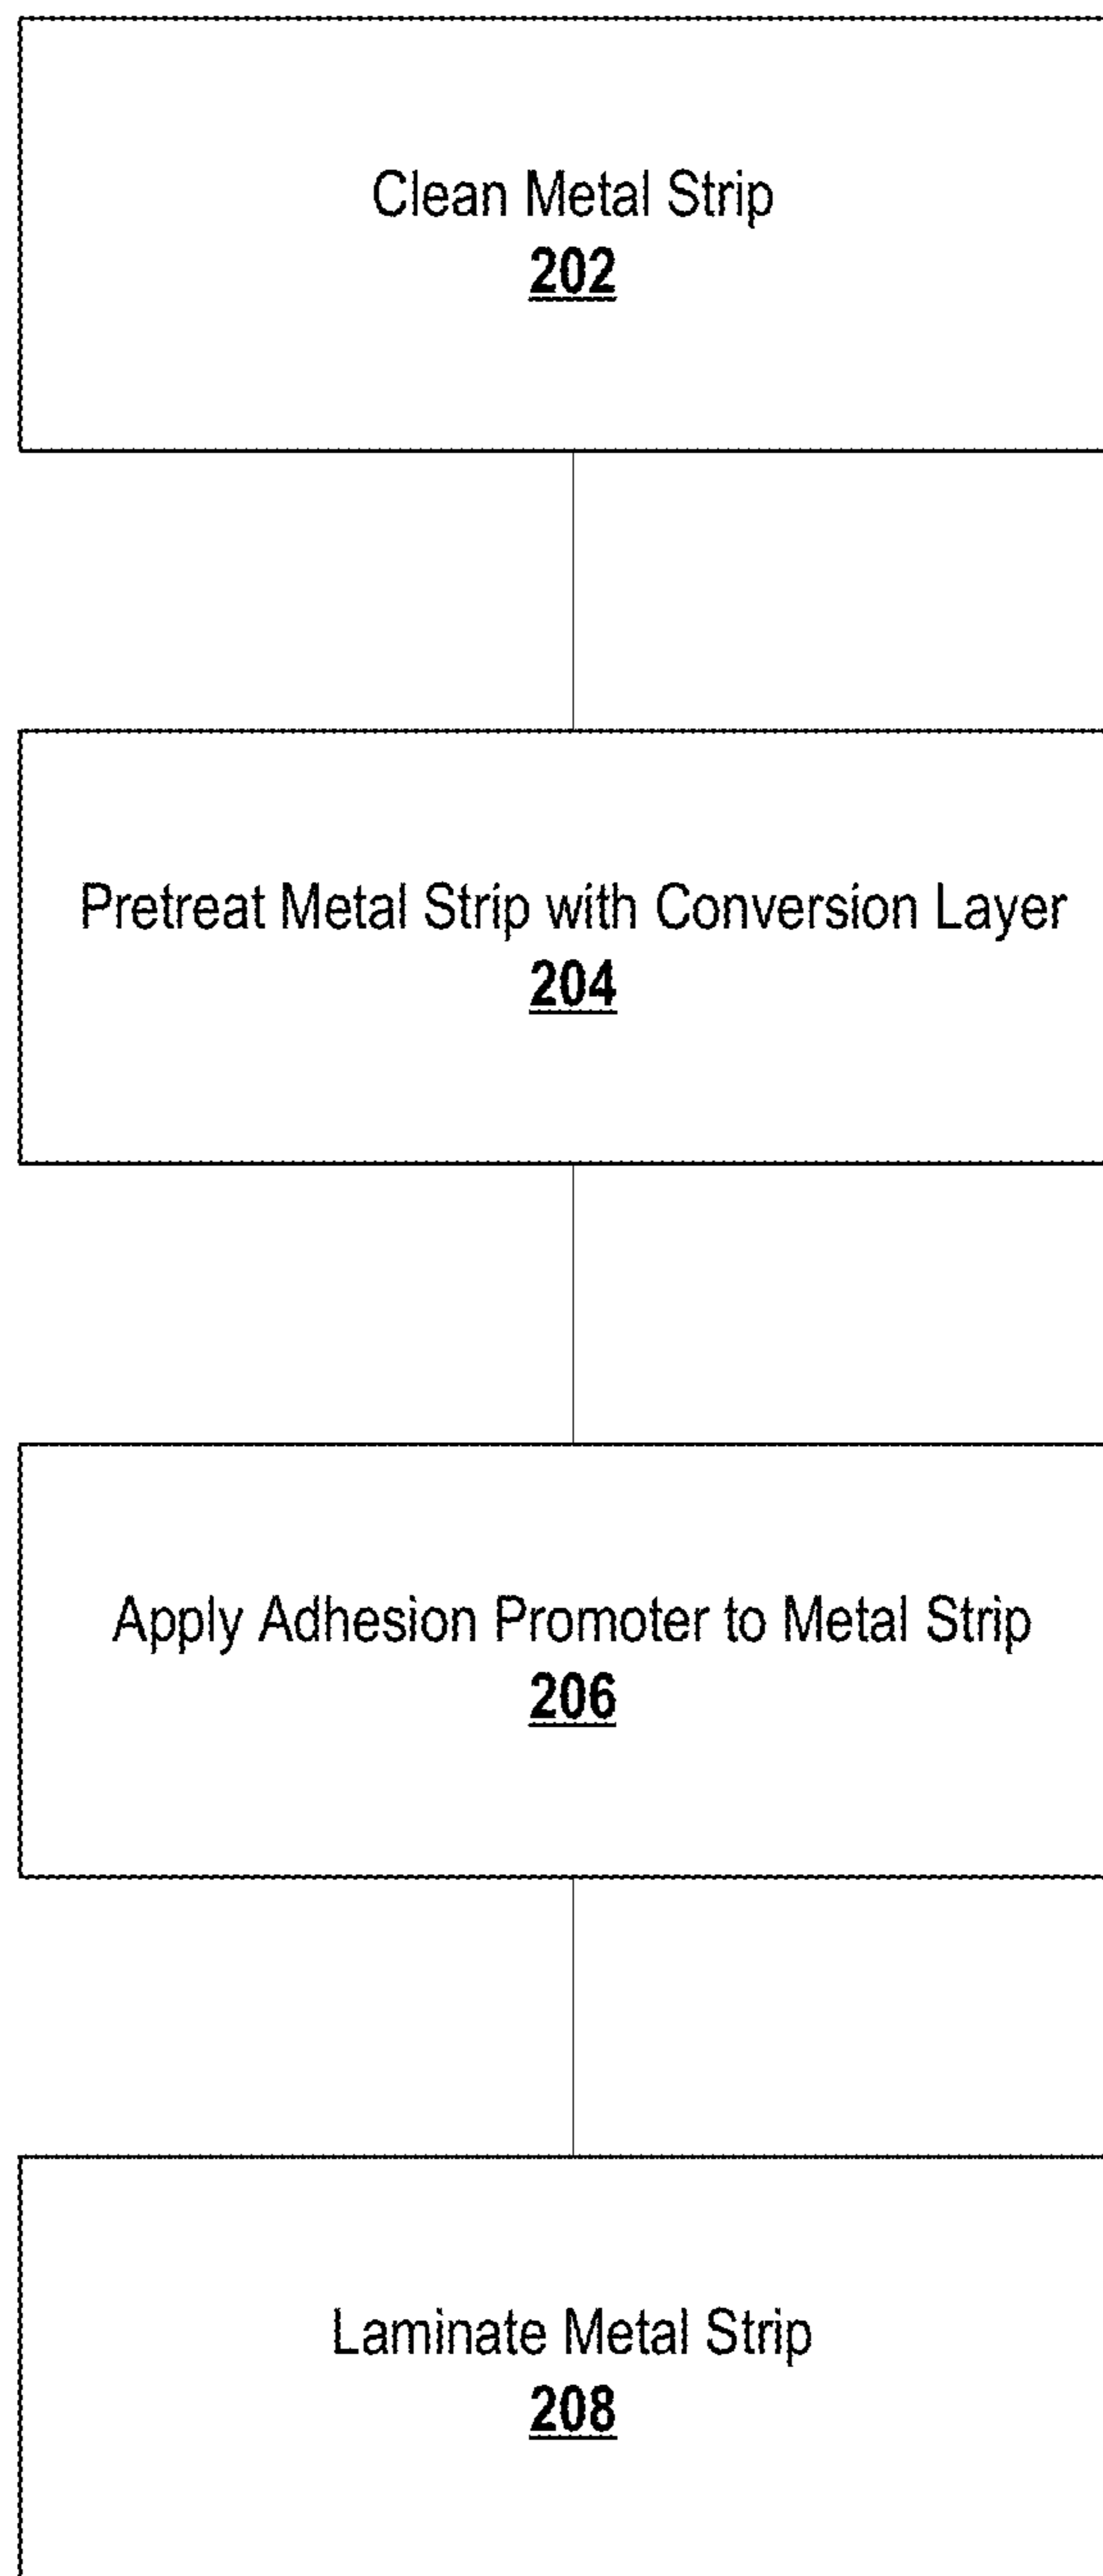 Clean Metal Strip
202
Pretreat Metal Strip with Conversion Layer
204
Apply Adhesion Promoter to Metal Strip
206
Laminate Metal Strip
208